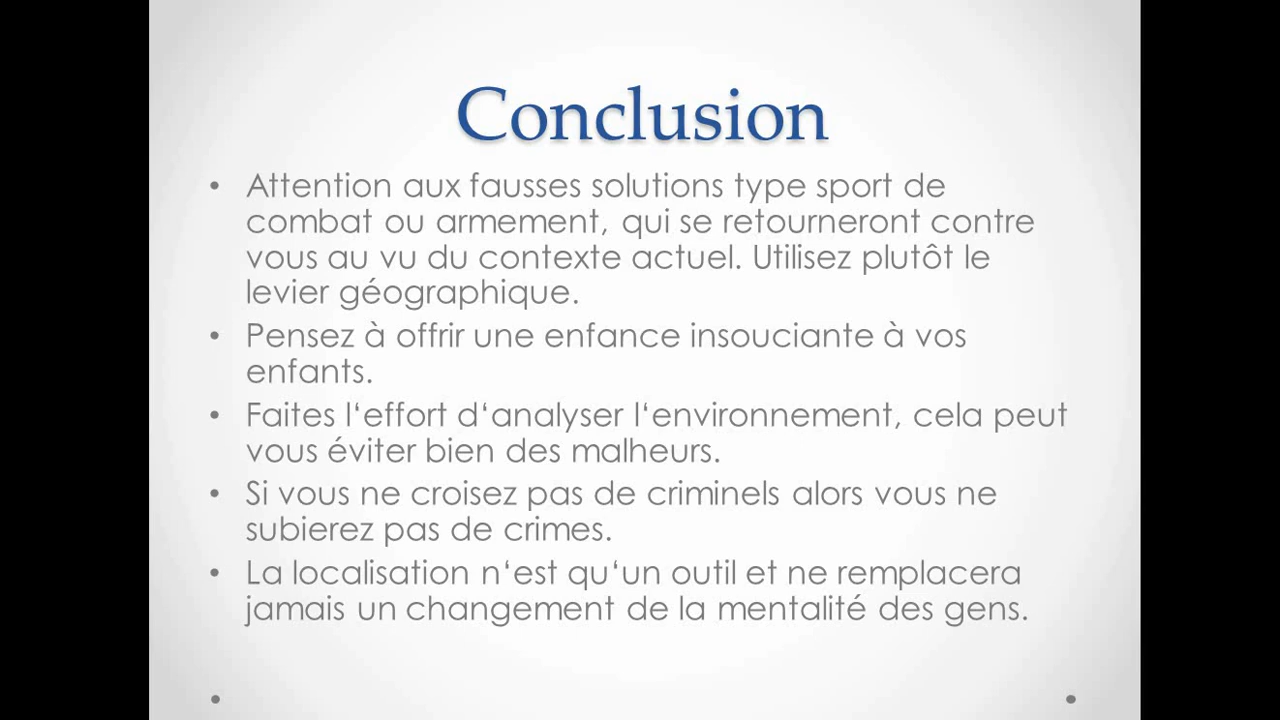 Conclusion
• Attention aux fausses solutions type sport de
combat ou armement, qui se retourneront contre
vous au vu du contexte actuel. Utilisez plutôt le
levier géographique.
• Pensez à offrir une enfance insouciante à vos
enfants.
• Faites l‘effort d‘analyser l‘environnement, cela peut
vous éviter bien des malheurs.
• Si vous ne croisez pas de criminels alors vous ne
subierez pas de crimes.
• La localisation n‘est qu‘un outil et ne remplacera
jamais un changement de la mentalité des gens.